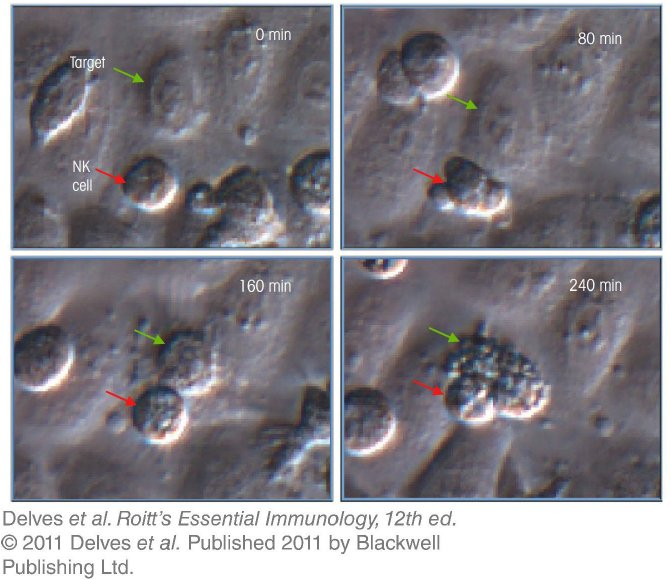 0 min
Target
NK
cell
80 min
160 min
240 min
Delves et al. Roitt's Essential Immunology, 12th ed.
© 2011 Delves et al. Published 2011 by Blackwell
Publishing Ltd.